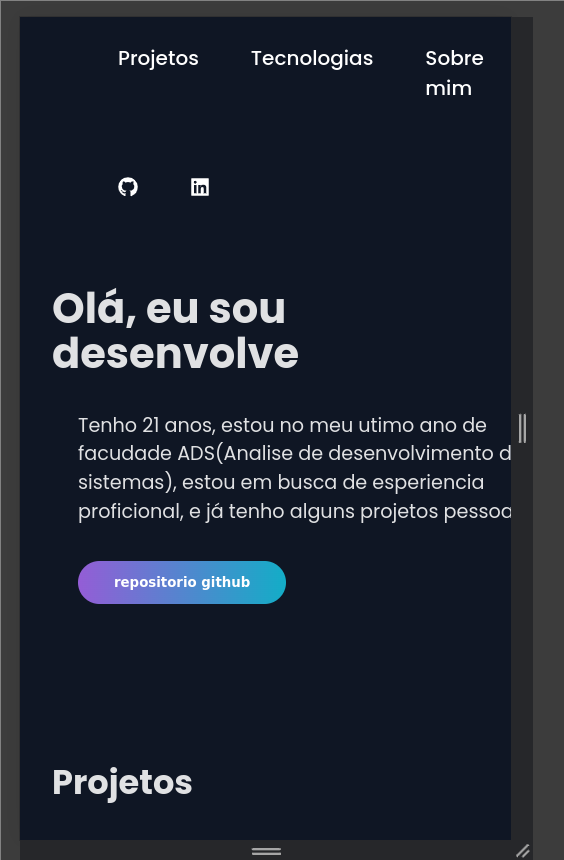 Projetos Tecnologias Sobre
mim
Olá, eu sou
desenvolve
Tenho 21 anos, estou no meu utimo ano de
facudade ADS(Analise de desenvolvimento d
sistemas), estou em busca de esperiencia
proficional, e já tenho alguns projetos pessoa
repositorio github
Projetos